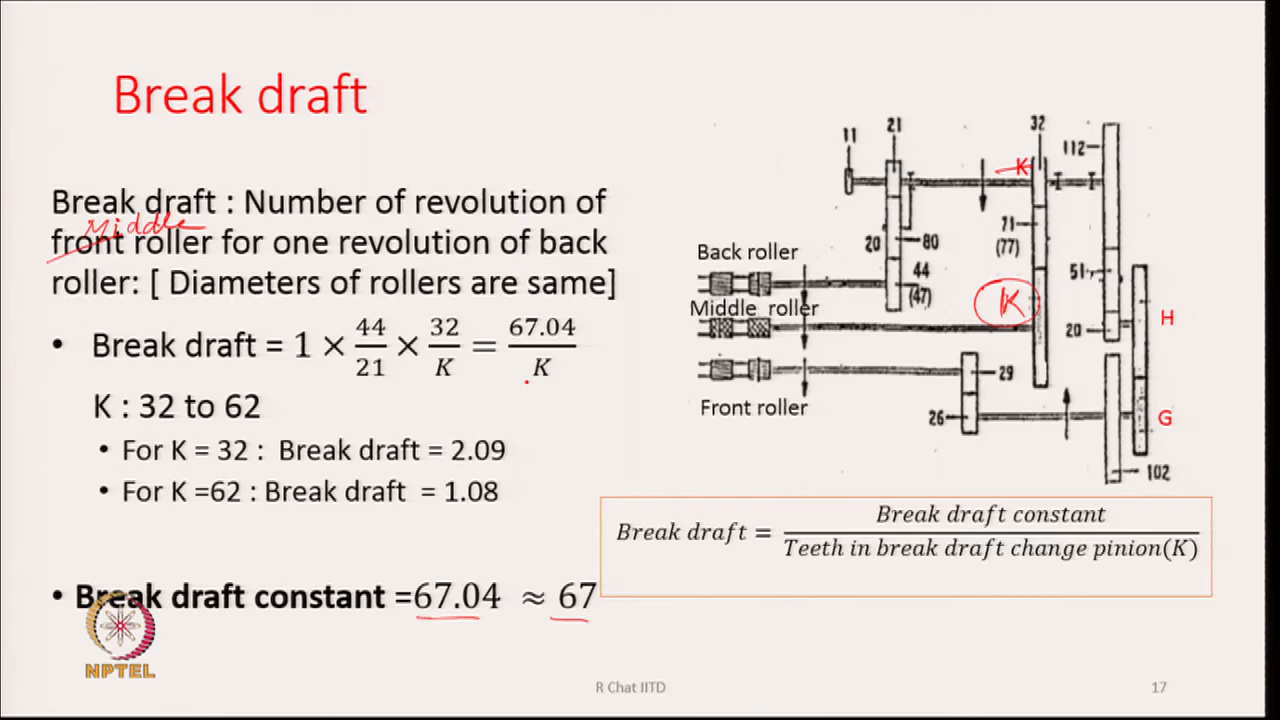 Break draft
Break draft : Number of revolution of
Middle
front roller for one revolution of back
roller: [ Diameters of rollers are same]
• Break draft = 1 × 44/21 × 32/K = 67.04/K
K : 32 to 62
• For K = 32 : Break draft = 2.09
• For K =62 : Break draft = 1.08
• Break draft constant =67.04 ≈ 67
11
21
32
112
K
20
80
71
(77)
Back roller
44
(47)
51
K
Middle roller
20
H
29
Front roller
26
G
102
Break draft = Break draft constant / Teeth in break draft change pinion(K)
NPTEL
R Chat IITD
17